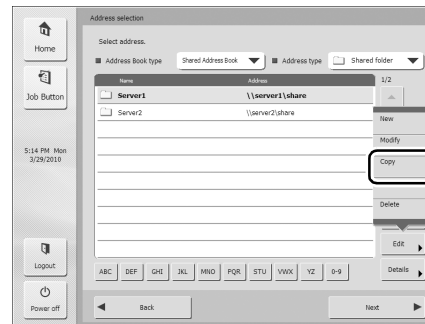 Address selection
Home
Job Button
5:14 PM Mon
3/29/2010
Logout
Power off
Select address.
Address Book type
Shared Address Book
Address type
Shared folder
Name
Address
1/2
Server1
\\server1\share
Server2
\\server2\share
New
Modify
Copy
Delete
Edit
Details
ABC
DEF
GHI
JKL
MNO
PQR
STU
VWX
YZ
0-9
Back
Next